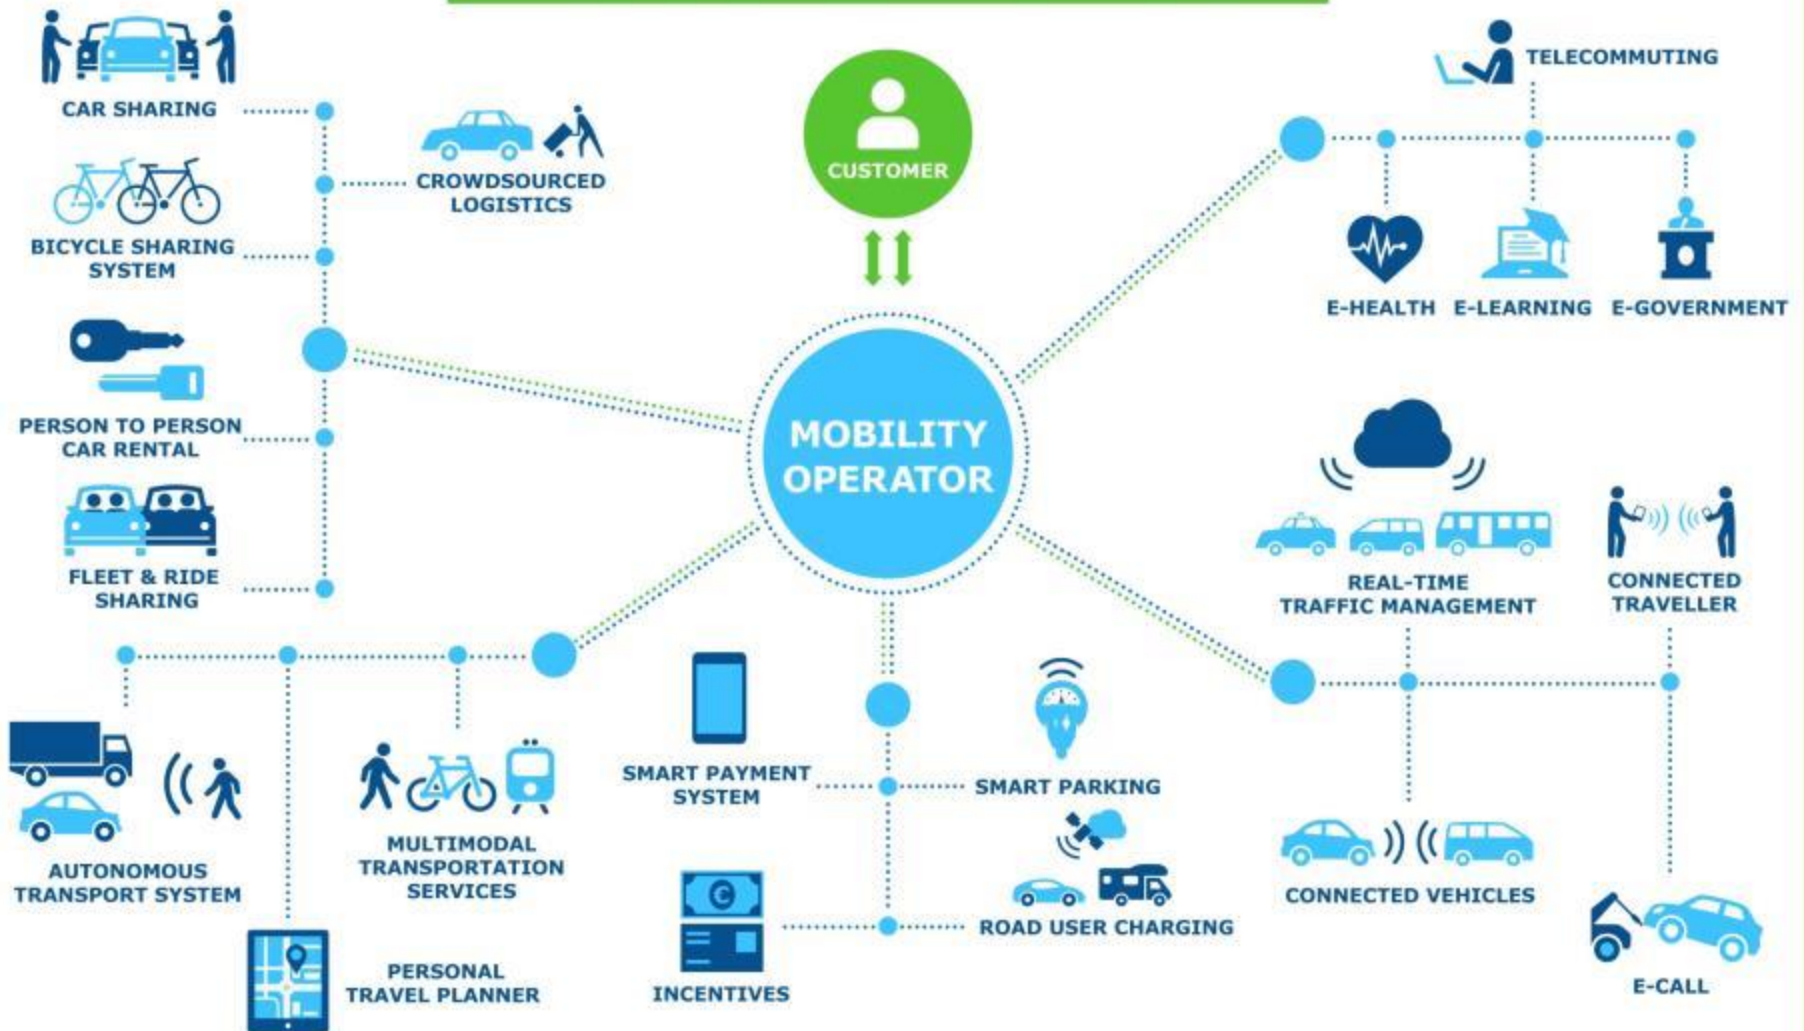 CAR SHARING
CROWDSOURCED
LOGISTICS
BICYCLE SHARING
SYSTEM
PERSON TO PERSON
CAR RENTAL
FLEET & RIDE
SHARING
CUSTOMER
MOBILITY
OPERATOR
TELECOMMUTING
E-HEALTH
E-LEARNING
E-GOVERNMENT
REAL-TIME
TRAFFIC MANAGEMENT
CONNECTED
TRAVELLER
CONNECTED VEHICLES
E-CALL
AUTONOMOUS
TRANSPORT SYSTEM
MULTIMODAL
TRANSPORTATION
SERVICES
PERSONAL
TRAVEL PLANNER
SMART PAYMENT
SYSTEM
SMART PARKING
€
INCENTIVES
ROAD USER CHARGING